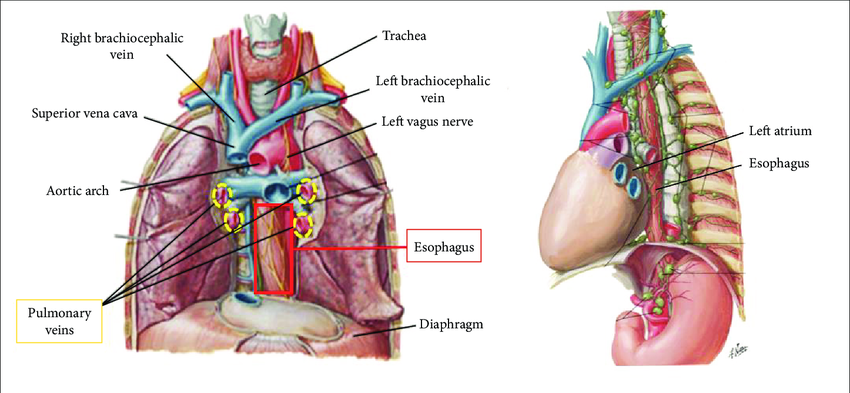 Right brachiocephalic
vein
Superior vena cava
Aortic arch
Pulmonary
veins
Trachea
Left brachiocephalic
vein
Left vagus nerve
Esophagus
Diaphragm
Left atrium
Esophagus